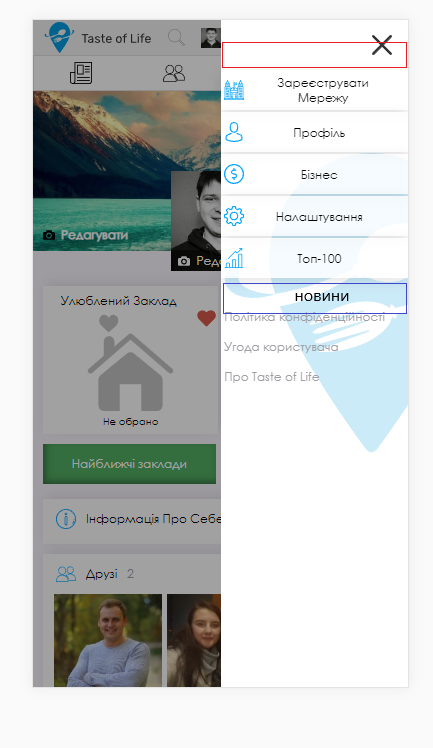 Taste of Life
Зареєструвати
Мережу
Профіль
Бізнес
Налаштування
Топ-100
НОВИНИ
Політика конфіденційності
Угода користувача
Про Taste of Life
Редагувати
Улюблений Заклад
Не обрано
Найближчі заклади
Інформація Про Себе
Друзі 2